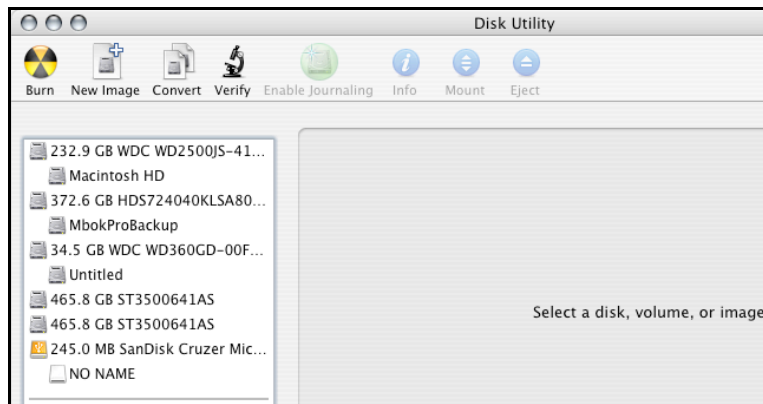 Disk Utility
Burn New Image Convert Verify Enable Journaling Info Mount Eject
232.9 GB WDC WD2500JS-41...
Macintosh HD
372.6 GB HDS724040KLSA80...
MbokProBackup
34.5 GB WDC WD360GD-00F...
Untitled
465.8 GB ST3500641AS
465.8 GB ST3500641AS
245.0 MB SanDisk Cruzer Mic...
NO NAME
Select a disk, volume, or image